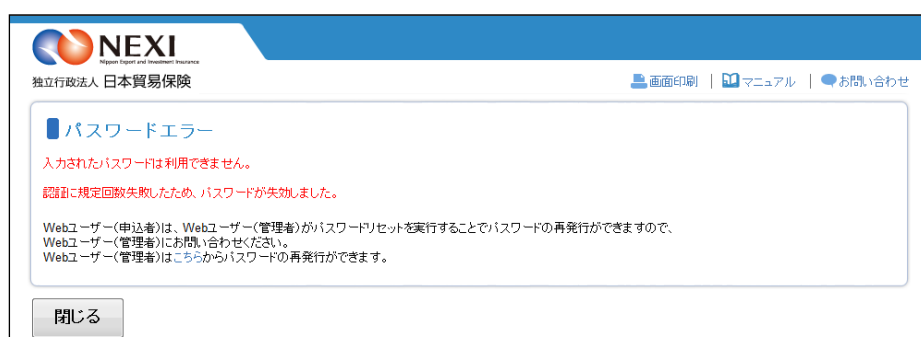 NEXI
Nippon Export and Investment Insurance
独立行政法人 日本貿易保険
画面印刷 | マニュアル | お問い合わせ
パスワードエラー
入力されたパスワードは利用できません。
認証に規定回数失敗したため、パスワードが失効しました。
Webユーザー(申込者)は、Webユーザー(管理者)がパスワードリセットを実行することでパスワードの再発行ができますので、
Webユーザー(管理者)にお問い合わせください。
Webユーザー(管理者)はこちらからパスワードの再発行ができます。
閉じる